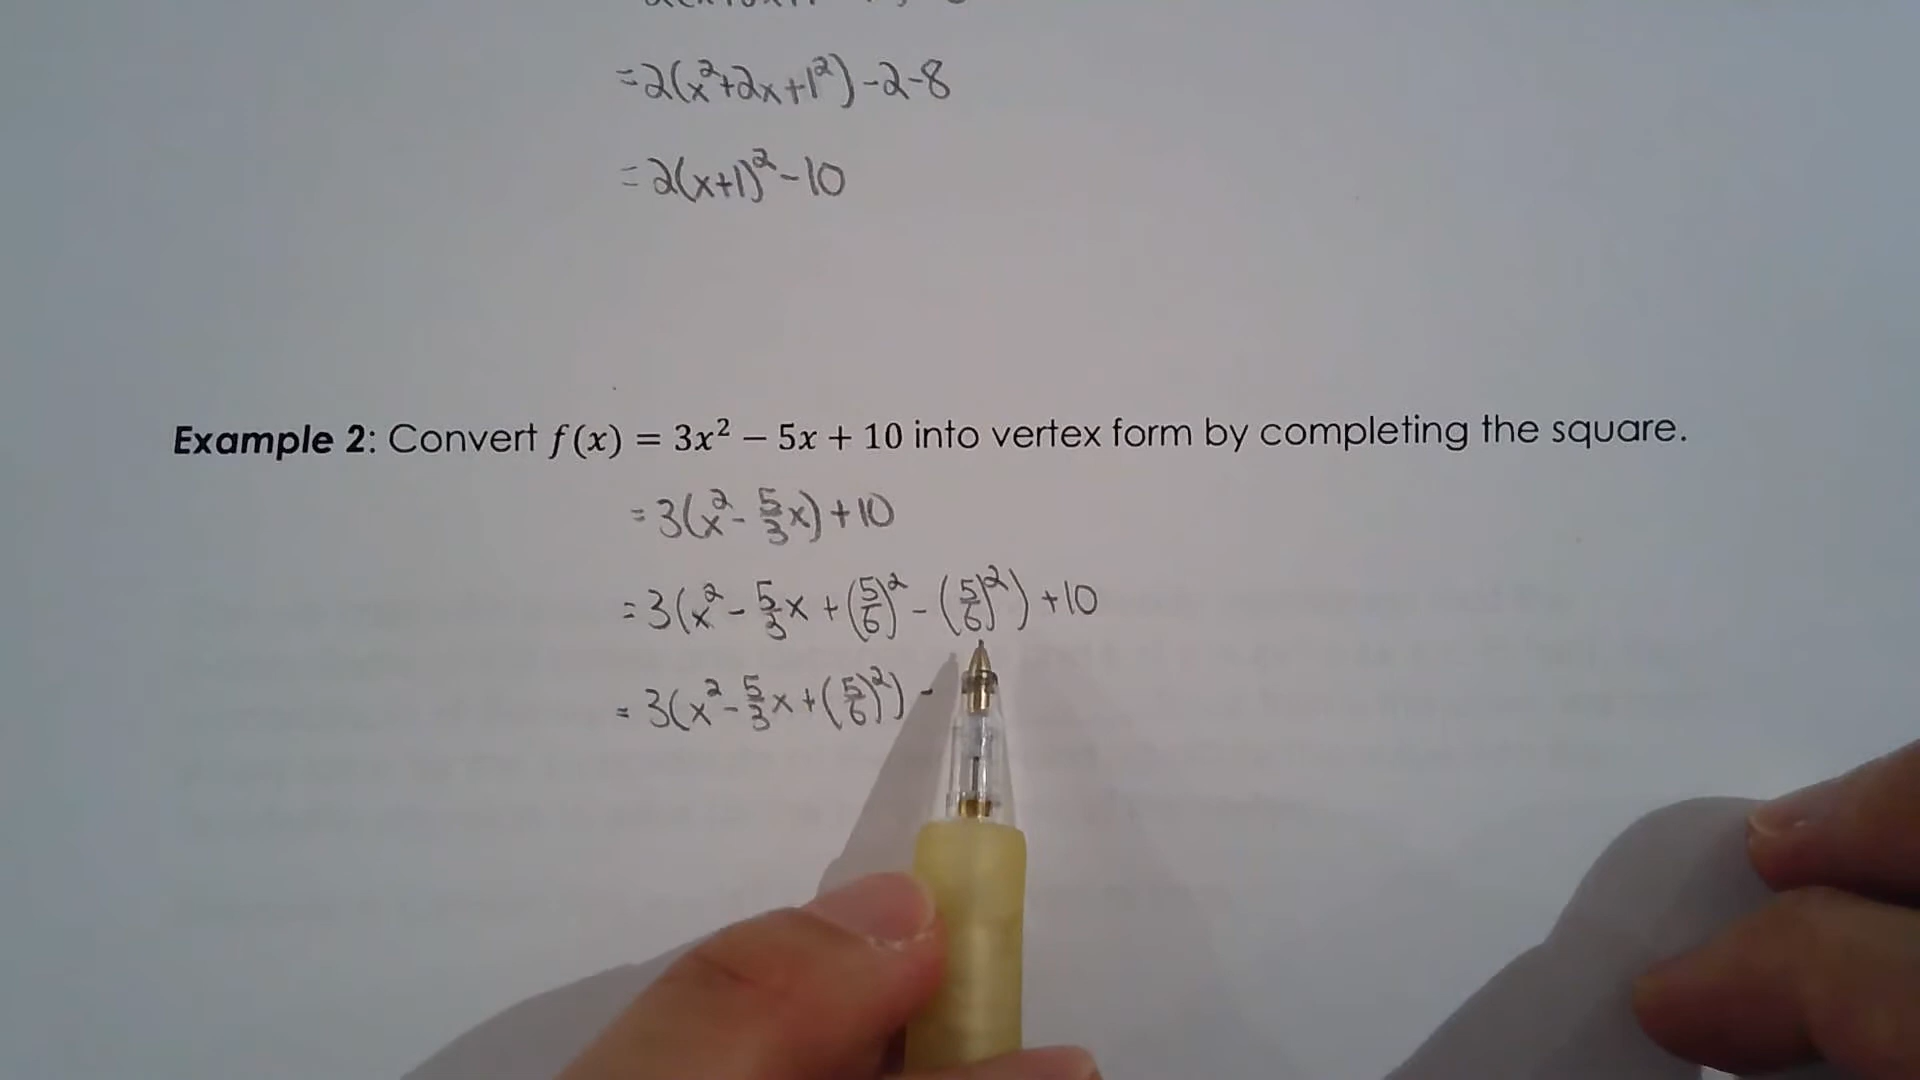 =2(x²+2x+1²)-2-8
=2(x+1)²-10
Example 2: Convert f(x) = 3x² − 5x + 10 into vertex form by completing the square.
=3(x²-5/3x)+10
=3(x²-5/3x+(5/6)²-(5/6)²)+10
=3(x²-5/3x+(5/6)²)-